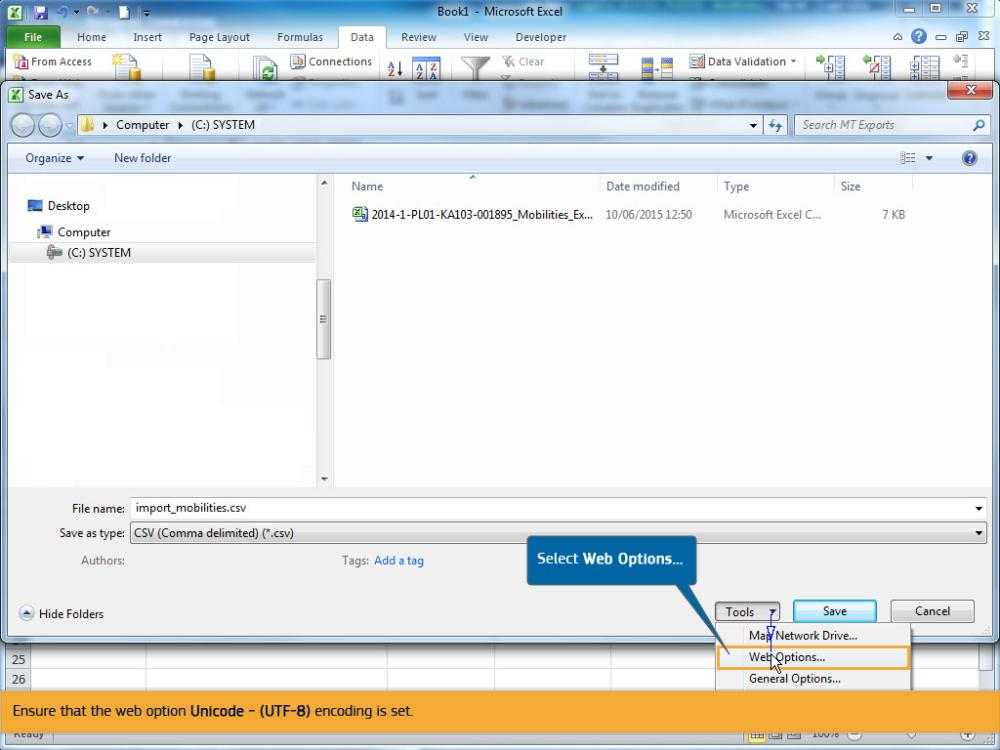 Book1 - Microsoft Excel
File Home Insert Page Layout Formulas Data Review View Developer
From Access Connections Clear Data Validation
Save As
Computer (C:) SYSTEM Search MT Exports
Organize New folder
Name Date modified Type Size
Desktop
2014-1-PL01-KA103-001895_Mobilities_Ex... 10/06/2015 12:50 Microsoft Excel C... 7 KB
Computer
(C:) SYSTEM
File name: import_mobilities.csv
Save as type: CSV (Comma delimited) (*.csv)
Authors: Tags: Add a tag
Select Web Options...
Hide Folders Tools Save Cancel
Map Network Drive...
Web Options...
General Options...
25
26
Ensure that the web option Unicode - (UTF-8) encoding is set.
Ready 100%